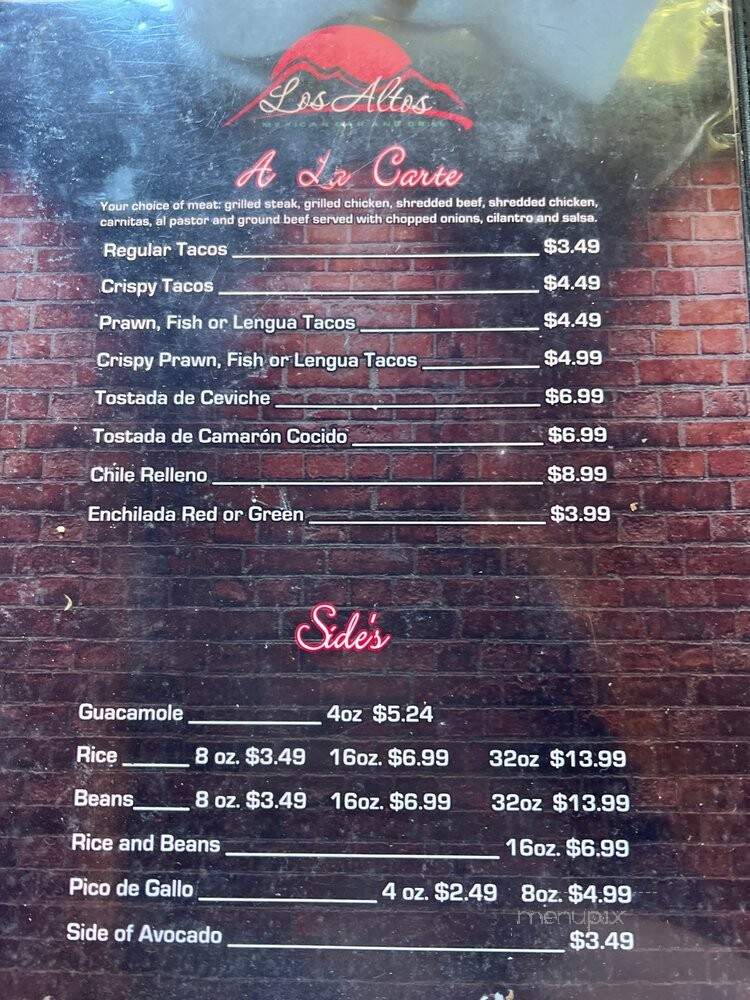 Los Altos
MEXICAN BAR AND GRILL
A La Carte
Your choice of meat: grilled steak, grilled chicken, shredded beef, shredded chicken,
carnitas, al pastor and ground beef served with chopped onions, cilantro and salsa.
Regular Tacos $3.49
Crispy Tacos $4.49
Prawn, Fish or Lengua Tacos $4.49
Crispy Prawn, Fish or Lengua Tacos $4.99
Tostada de Ceviche $6.99
Tostada de Camarón Cocido $6.99
Chile Relleno $8.99
Enchilada Red or Green $3.99
Side's
Guacamole 4oz $5.24
Rice 8 oz. $3.49 16oz. $6.99 32oz $13.99
Beans 8 oz. $3.49 16oz. $6.99 32oz $13.99
Rice and Beans 16oz. $6.99
Pico de Gallo 4 oz. $2.49 8oz. $4.99
menupix
Side of Avocado $3.49